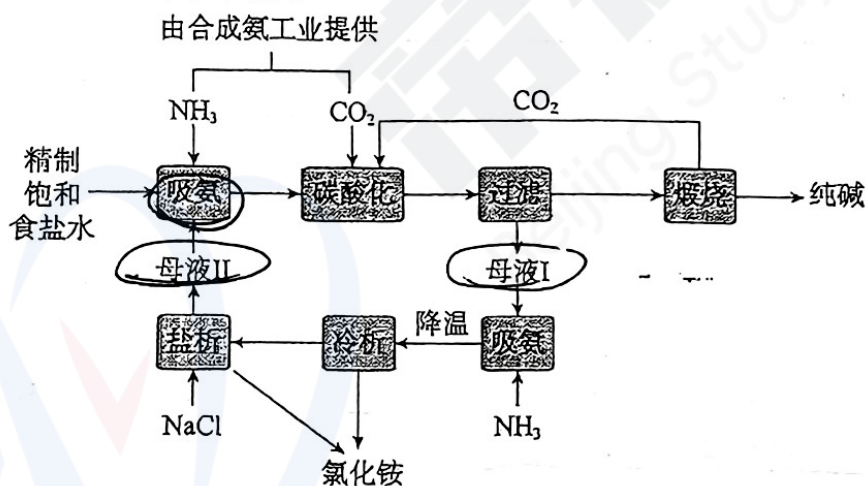 由合成氨工业提供
NH₃
CO₂
CO₂
精制
饱和
食盐水
吸氨
碳酸化
过滤
煅烧
纯碱
母液II
母液I
盐析
冷析
降温
吸氨
NaCl
NH₃
氯化铵